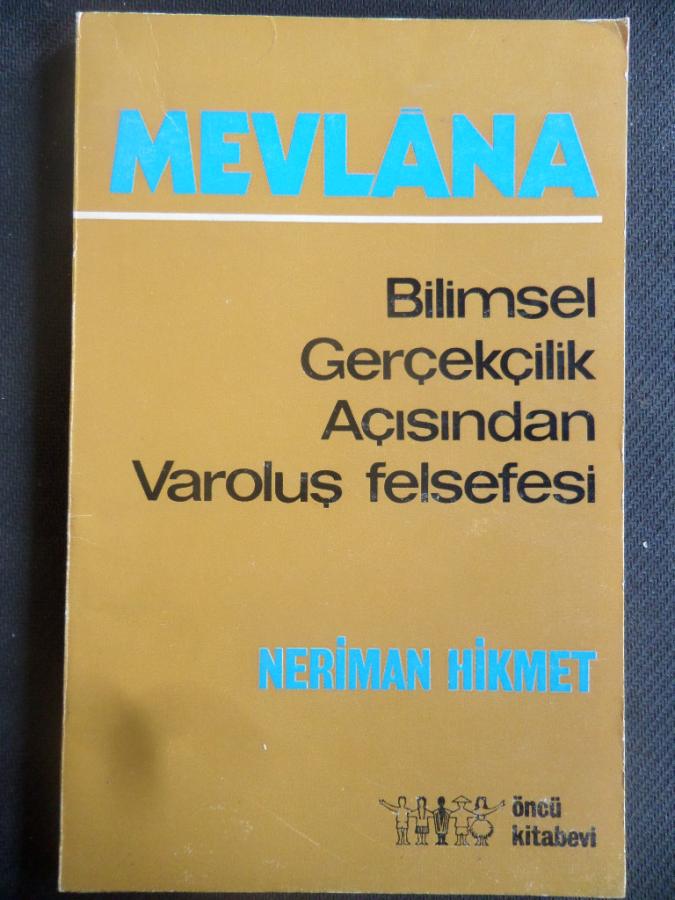 MEVLÂNA
Bilimsel
Gerçekçilik
Açısından
Varoluş felsefesi
NERİMAN HİKMET
öncü
kitabevi